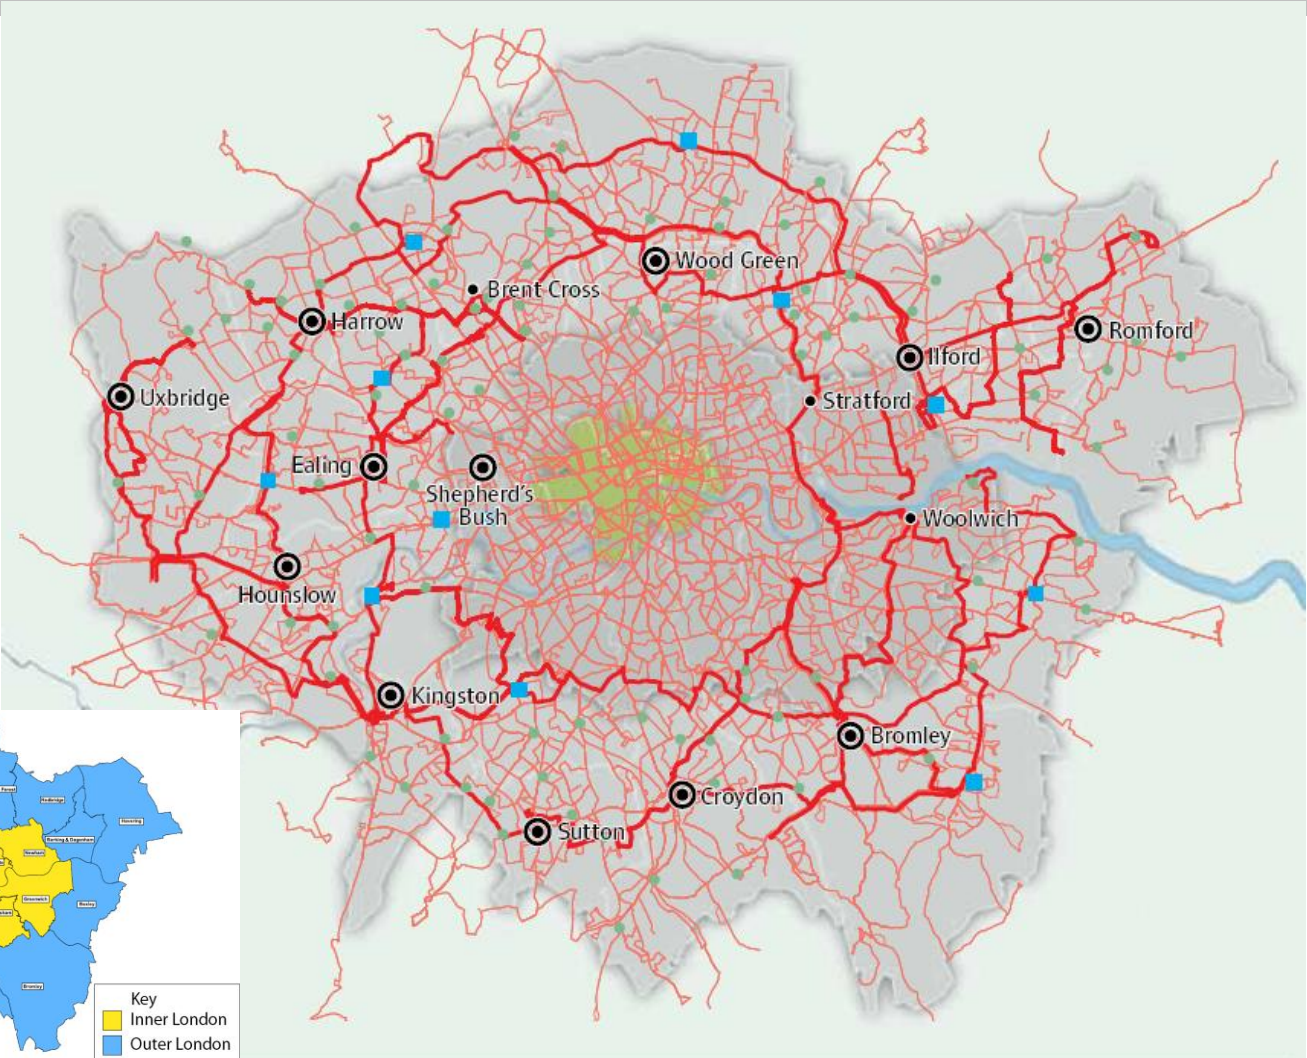 Wood Green
Brent Cross
Harrow
Romford
Ilford
Uxbridge
Stratford
Ealing
Shepherd's
Bush
Woolwich
Hounslow
Kingston
Bromley
Croydon
Sutton
Redbridge
Havering
Barking & Dagenham
Newham
Greenwich
Bexley
Bromley
Key
Inner London
Outer London